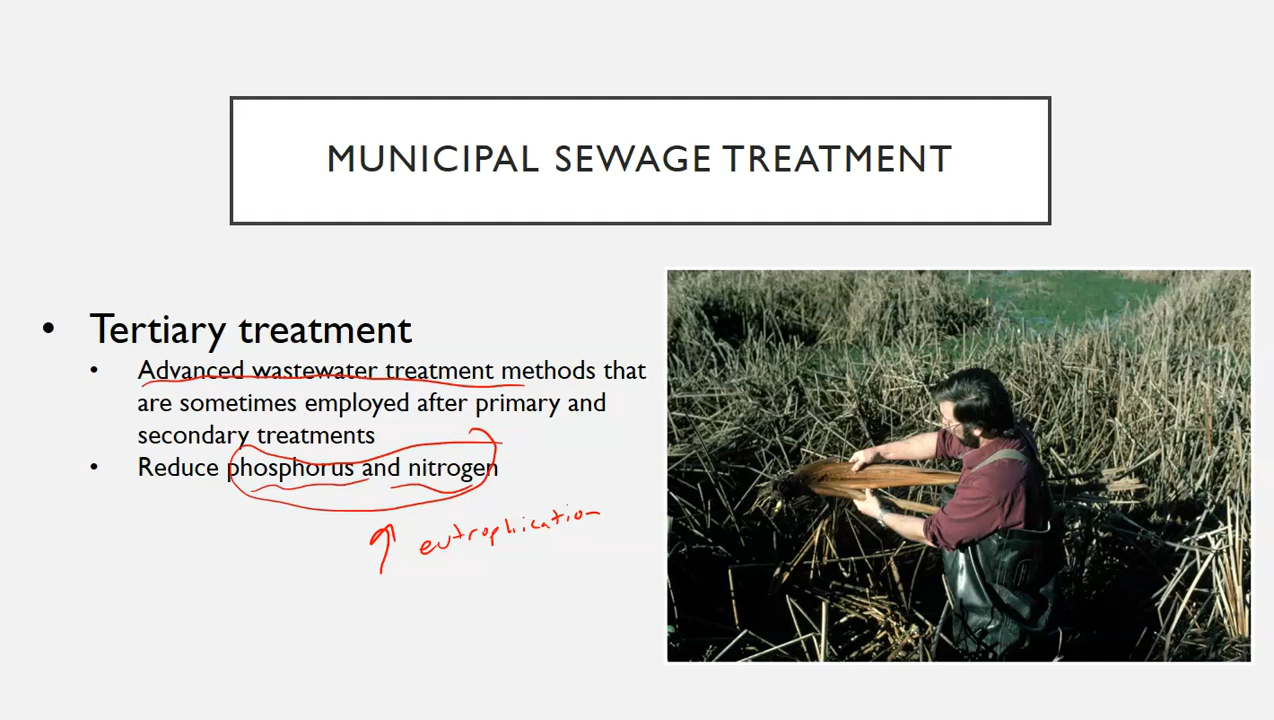 MUNICIPAL SEWAGE TREATMENT
• Tertiary treatment
• Advanced wastewater treatment methods that
are sometimes employed after primary and
secondary treatments
• Reduce phosphorus and nitrogen
↑ eutrophication